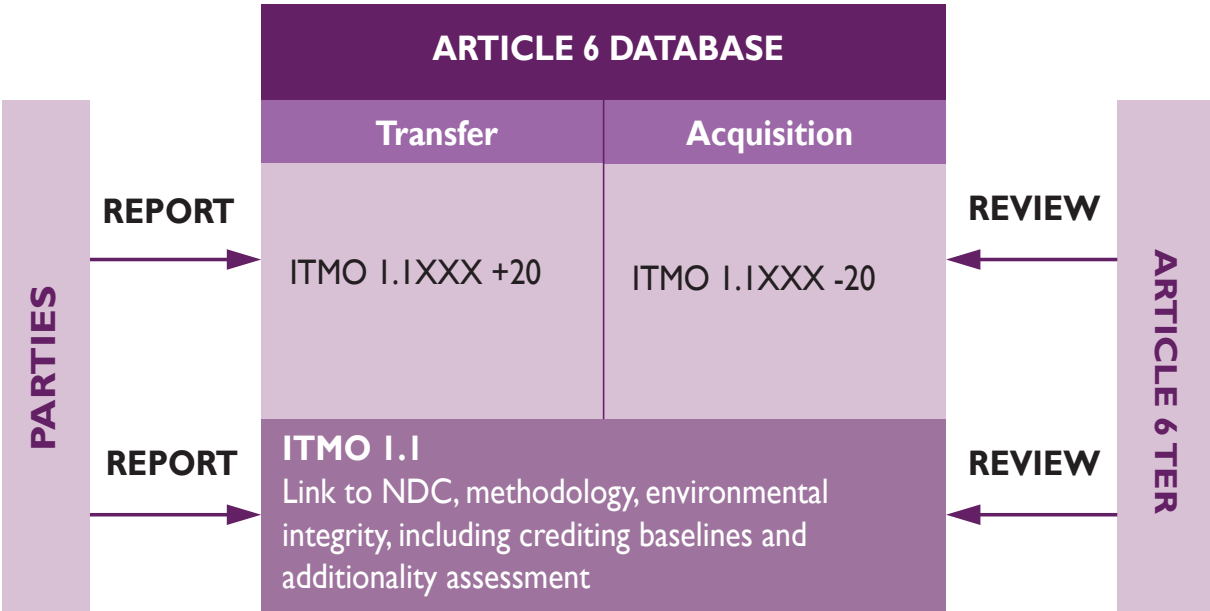 ARTICLE 6 DATABASE
Transfer
Acquisition
PARTIES
REPORT
ITMO 1.1XXX +20
ITMO 1.1XXX -20
REVIEW
ARTICLE 6 TER
REPORT
ITMO 1.1
Link to NDC, methodology, environmental
integrity, including crediting baselines and
additionality assessment
REVIEW